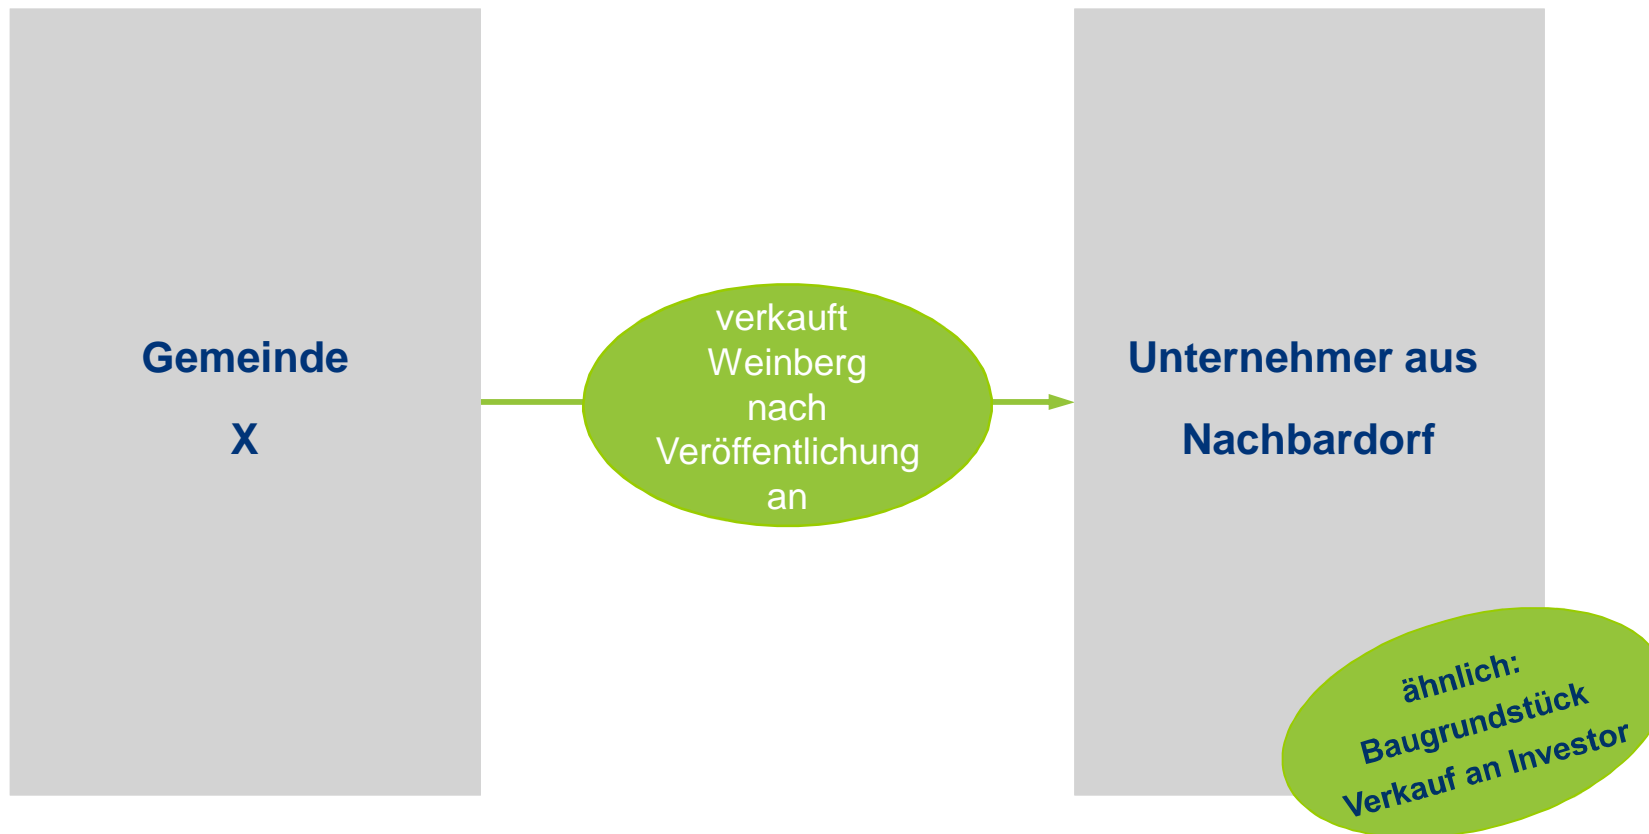 Gemeinde
X
verkauft
Weinberg
nach
Veröffentlichung
an
Unternehmer aus
Nachbardorf
ähnlich:
Baugrundstück
Verkauf an Investor